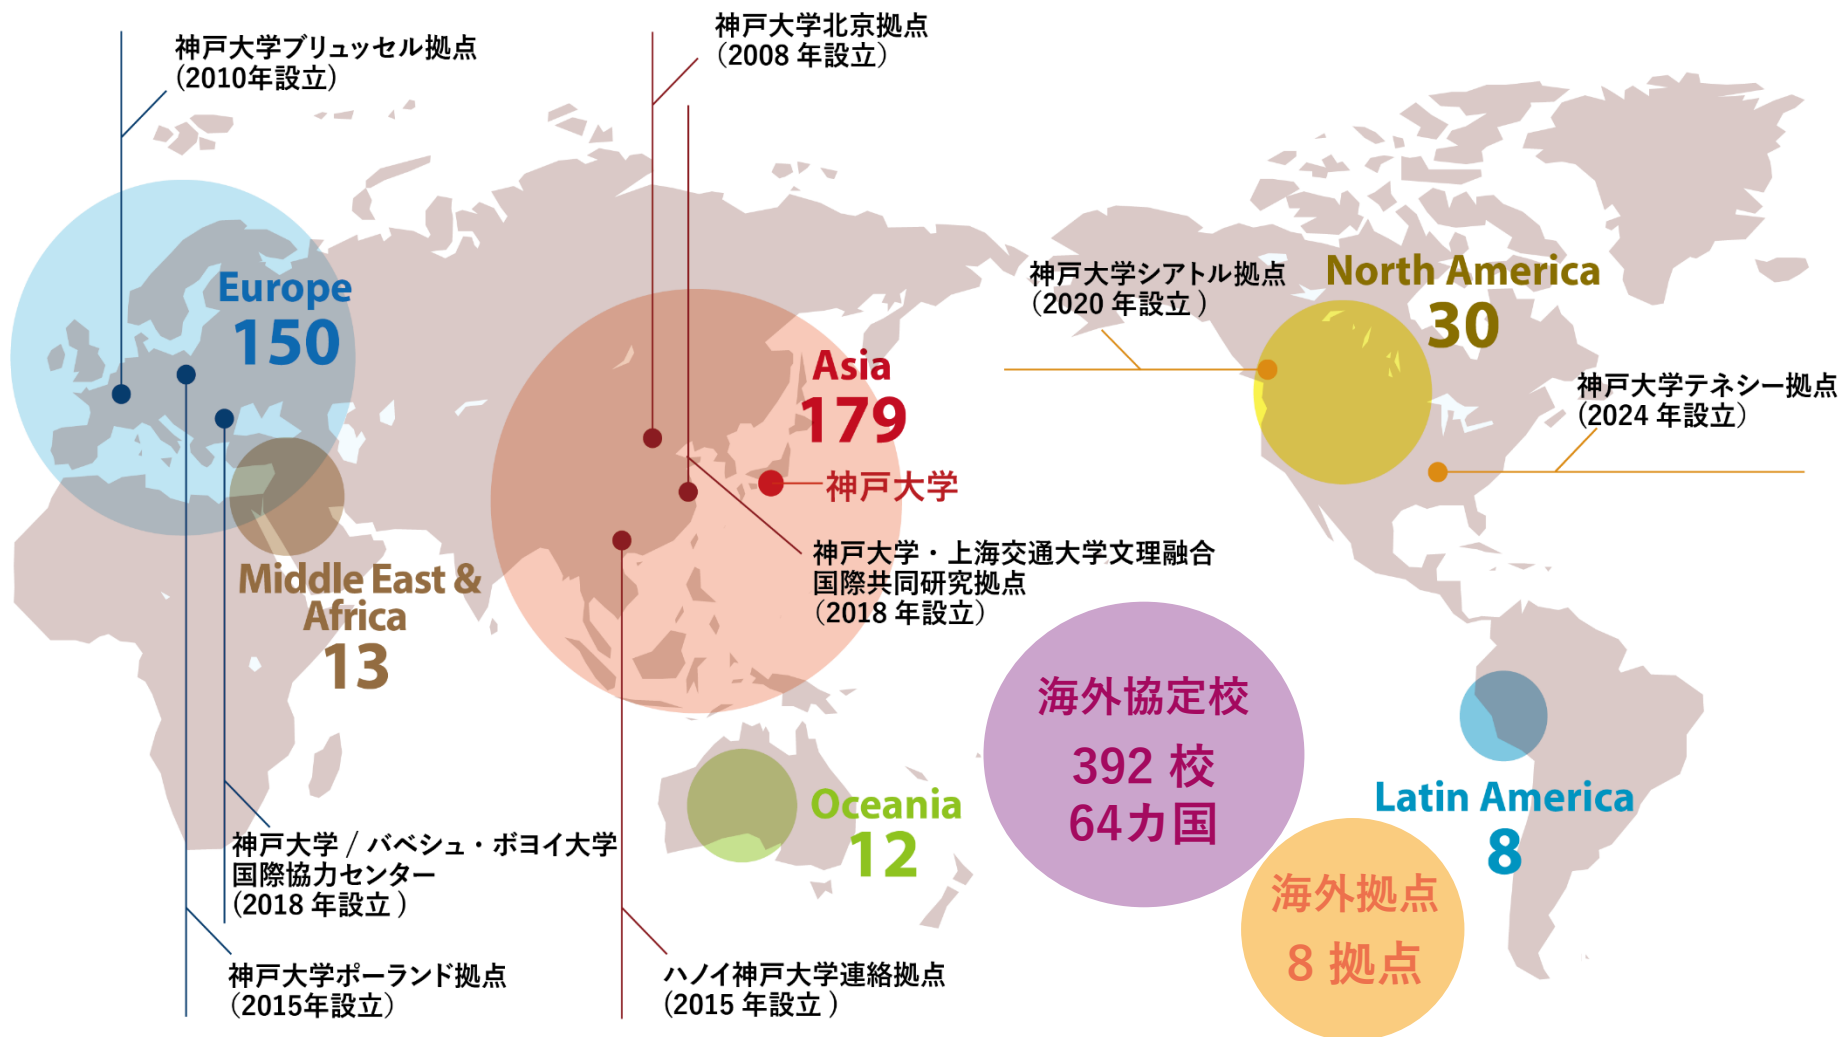 神戸大学ブリュッセル拠点
(2010年設立)
神戸大学北京拠点
(2008 年設立)
Europe
150
神戸大学シアトル拠点
(2020 年設立 )
North America
30
Asia
179
神戸大学テネシー拠点
(2024 年設立)
神戸大学
神戸大学・上海交通大学文理融合
国際共同研究拠点
(2018 年設立)
Middle East &
Africa
13
海外協定校
392 校
64カ国
Oceania
12
Latin America
8
神戸大学 / バベシュ・ボヨイ大学
国際協力センター
(2018 年設立 )
海外拠点
8 拠点
神戸大学ポーランド拠点
(2015年設立)
ハノイ神戸大学連絡拠点
(2015 年設立 )